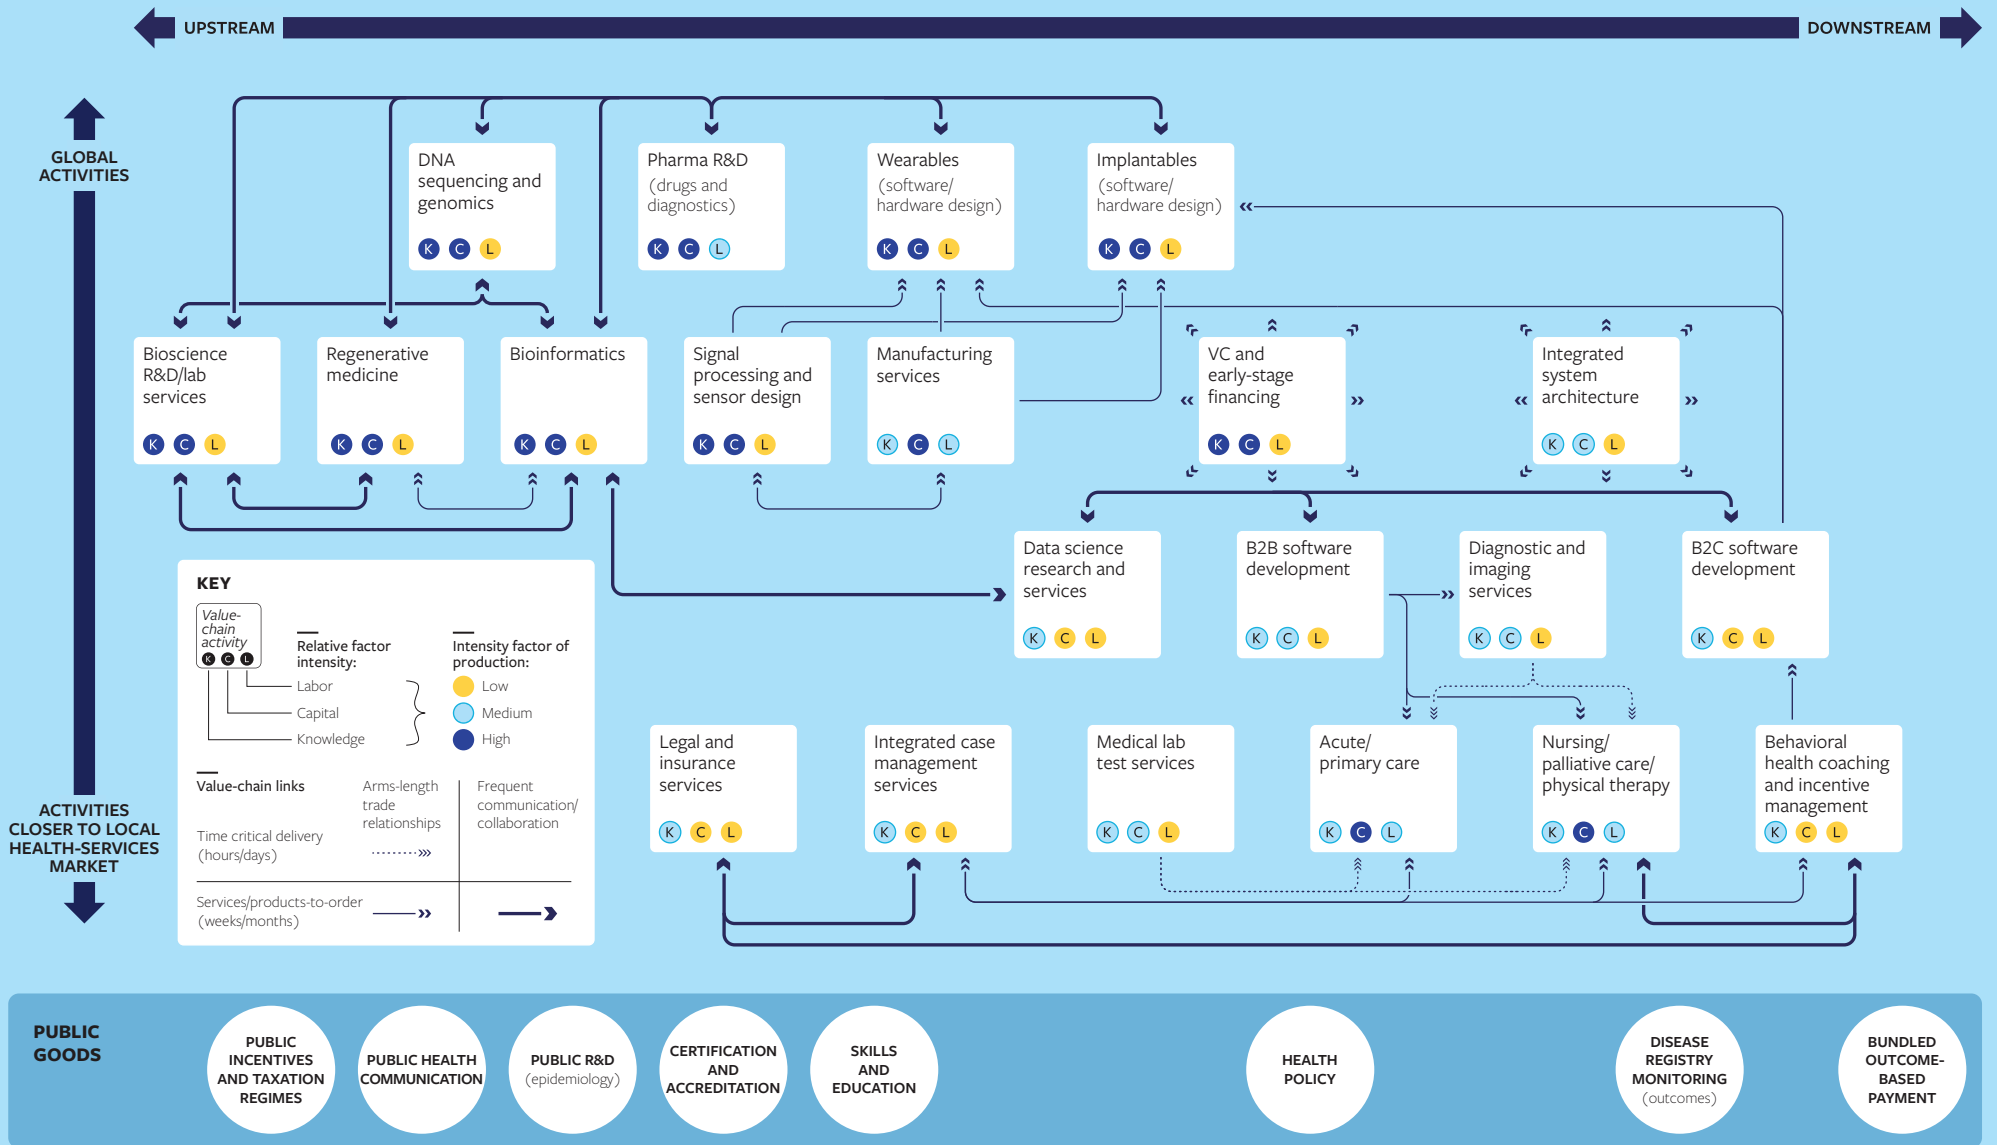 UPSTREAM
DOWNSTREAM
GLOBAL
ACTIVITIES
DNA
sequencing and
genomics
K C L
Pharma R&D
(drugs and
diagnostics)
K C L
Wearables
(software/
hardware design)
K C L
Implantables
(software/
hardware design)
K C L
Bioscience
R&D/lab
services
K C L
Regenerative
medicine
K C L
Bioinformatics
K C L
Signal
processing and
sensor design
K C L
Manufacturing
services
K C L
VC and
early-stage
financing
K C L
Integrated
system
architecture
K C L
Data science
research and
services
K C L
B2B software
development
K C L
Diagnostic and
imaging
services
K C L
B2C software
development
K C L
KEY
Value-
chain
activity
K C L
Relative factor
intensity:
Labor
Capital
Knowledge
Intensity factor of
production:
Low
Medium
High
Value-chain links
Arms-length
trade
relationships
Frequent
communication/
collaboration
Time critical delivery
(hours/days)
Services/products-to-order
(weeks/months)
Legal and
insurance
services
K C L
Integrated case
management
services
K C L
Medical lab
test services
K C L
Acute/
primary care
K C L
Nursing/
palliative care/
physical therapy
K C L
Behavioral
health coaching
and incentive
management
K C L
ACTIVITIES
CLOSER TO LOCAL
HEALTH-SERVICES
MARKET
PUBLIC
GOODS
PUBLIC
INCENTIVES
AND TAXATION
REGIMES
PUBLIC HEALTH
COMMUNICATION
PUBLIC R&D
(epidemiology)
CERTIFICATION
AND
ACCREDITATION
SKILLS
AND
EDUCATION
HEALTH
POLICY
DISEASE
REGISTRY
MONITORING
(outcomes)
BUNDLED
OUTCOME-
BASED
PAYMENT